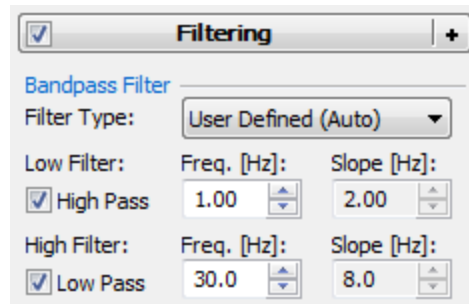 Filtering +
Bandpass Filter
Filter Type: User Defined (Auto)
Low Filter: Freq. [Hz]: Slope [Hz]:
High Pass 1.00 2.00
High Filter: Freq. [Hz]: Slope [Hz]:
Low Pass 30.0 8.0